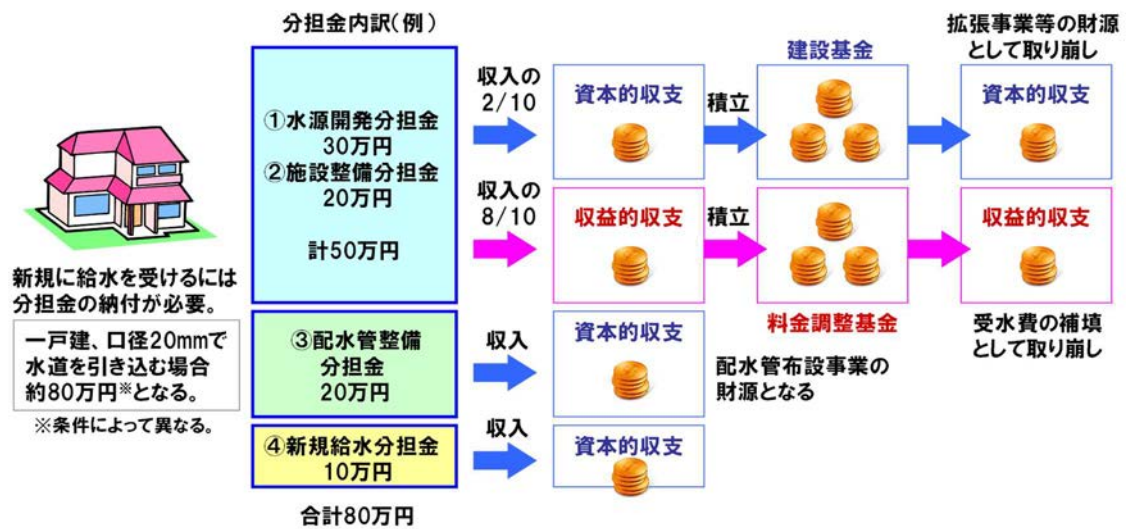 分担金内訳(例)
①水源開発分担金
30万円
②施設整備分担金
20万円
計50万円
収入の
2/10
資本的収支
積立
建設基金
拡張事業等の財源
として取り崩し
資本的収支
収入の
8/10
収益的収支
積立
料金調整基金
収益的収支
受水費の補填
として取り崩し
新規に給水を受けるには
分担金の納付が必要。
一戸建、口径20mmで
水道を引き込む場合
約80万円※となる。
※条件によって異なる。
③配水管整備
分担金
20万円
収入
資本的収支
配水管布設事業の
財源となる
④新規給水分担金
10万円
収入
資本的収支
合計80万円